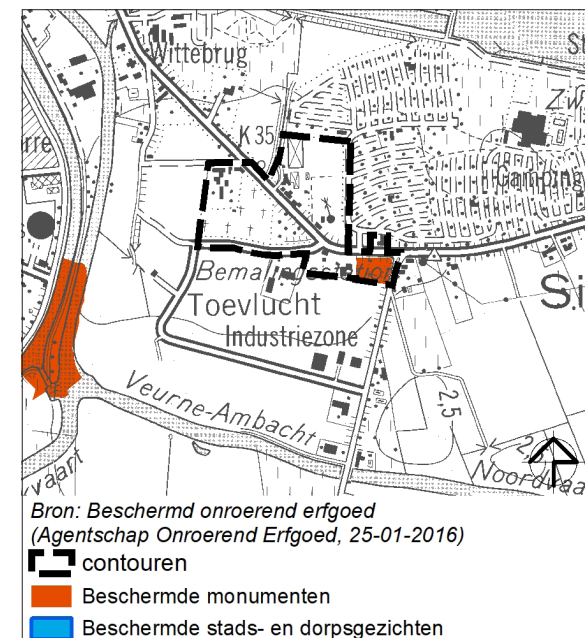 Wittebrug
K 35
Camping
Bemalingsstation
Toevlucht
Industriezone
Veurne-Ambacht
2,5
Bron: Beschermd onroerend erfgoed
(Agentschap Onroerend Erfgoed, 25-01-2016)
contouren
Beschermde monumenten
Beschermde stads- en dorpsgezichten